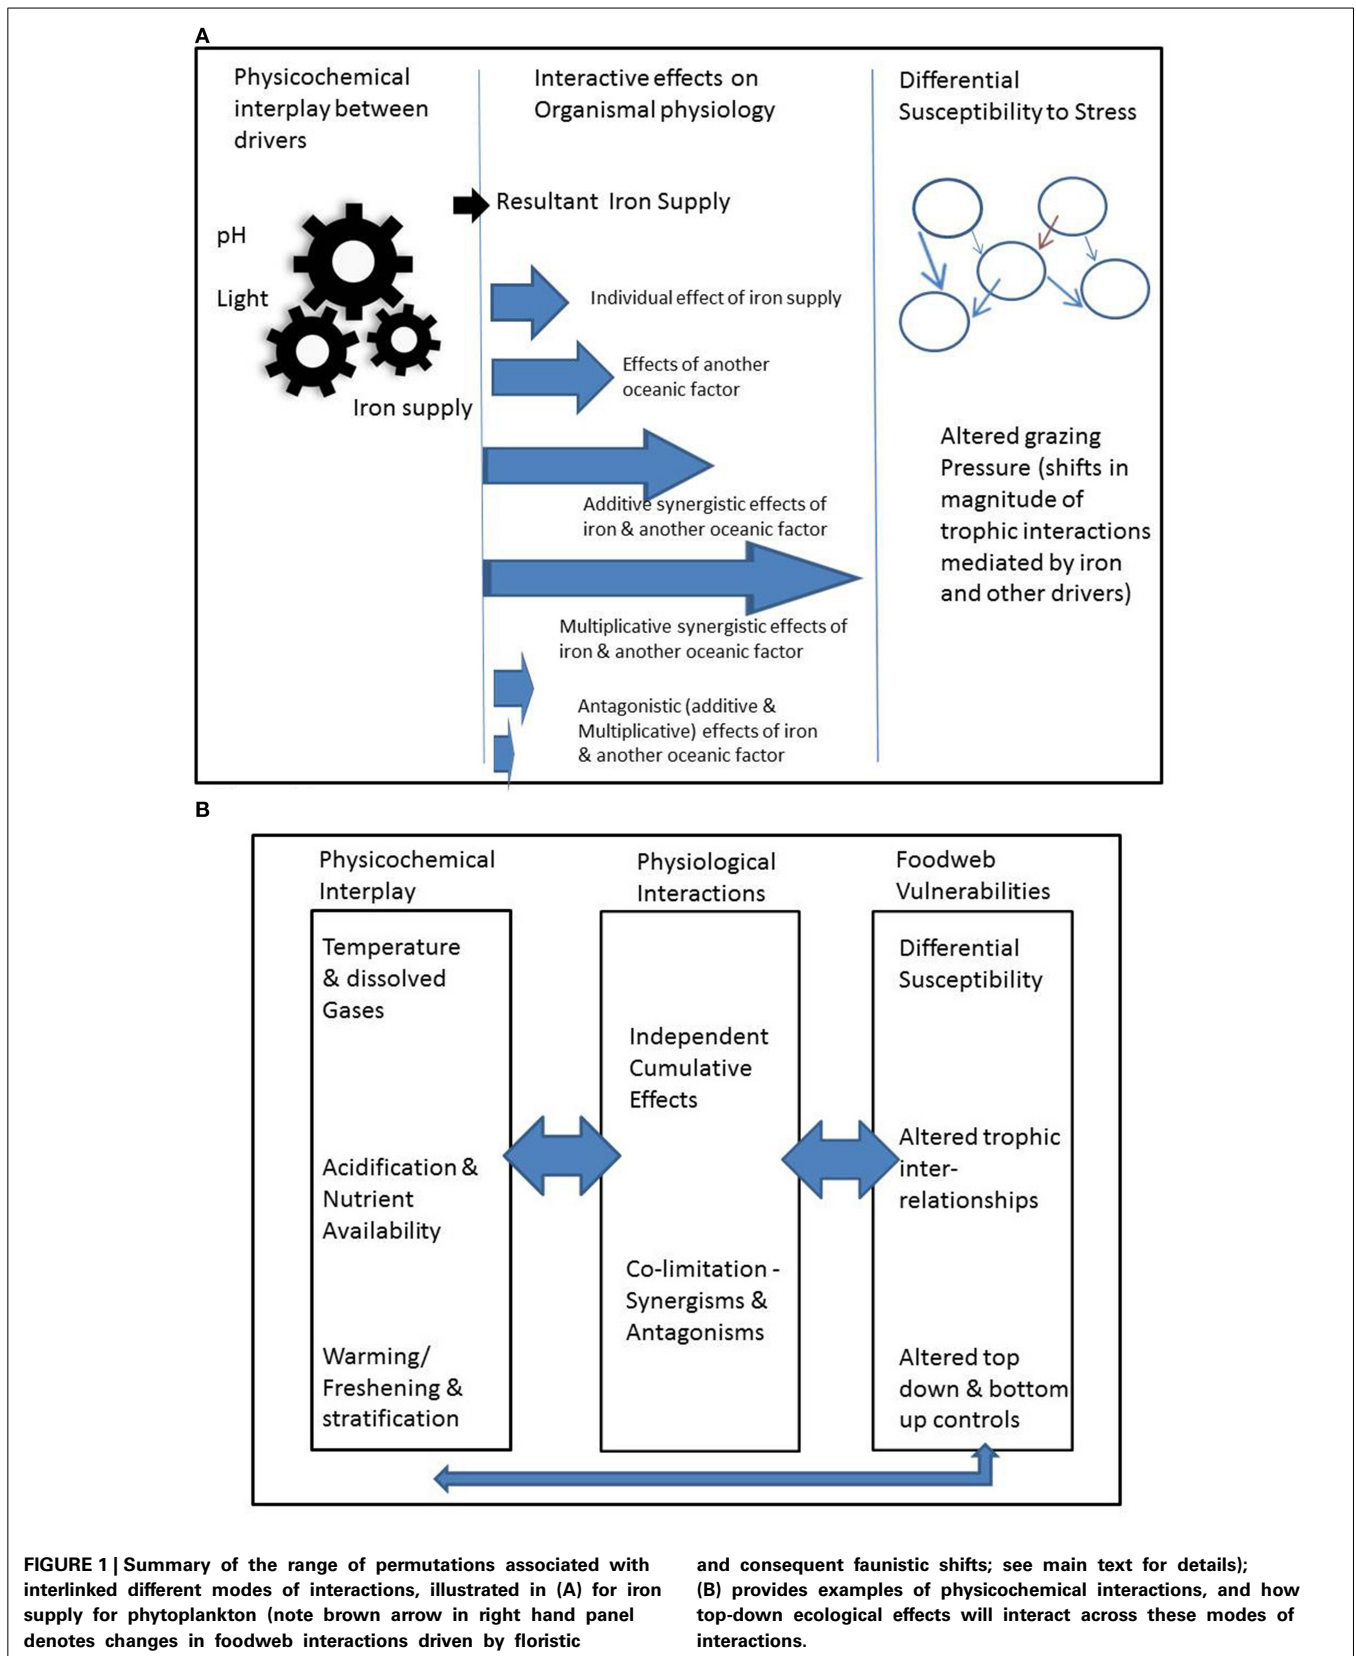 A
Physicochemical
interplay between
drivers
pH
Light
Iron supply
Interactive effects on
Organismal physiology
Resultant Iron Supply
Individual effect of iron supply
Effects of another
oceanic factor
Additive synergistic effects of
iron & another oceanic factor
Multiplicative synergistic effects of
iron & another oceanic factor
Antagonistic (additive &
Multiplicative) effects of iron
& another oceanic factor
Differential
Susceptibility to Stress
Altered grazing
Pressure (shifts in
magnitude of
trophic interactions
mediated by iron
and other drivers)
B
Physicochemical
Interplay
Temperature
& dissolved
Gases
Acidification &
Nutrient
Availability
Warming/
Freshening &
stratification
Physiological
Interactions
Independent
Cumulative
Effects
Co-limitation -
Synergisms &
Antagonisms
Foodweb
Vulnerabilities
Differential
Susceptibility
Altered trophic
inter-
relationships
Altered top
down & bottom
up controls
FIGURE 1 | Summary of the range of permutations associated with
interlinked different modes of interactions, illustrated in (A) for iron
supply for phytoplankton (note brown arrow in right hand panel
denotes changes in foodweb interactions driven by floristic
and consequent faunistic shifts; see main text for details);
(B) provides examples of physicochemical interactions, and how
top-down ecological effects will interact across these modes of
interactions.